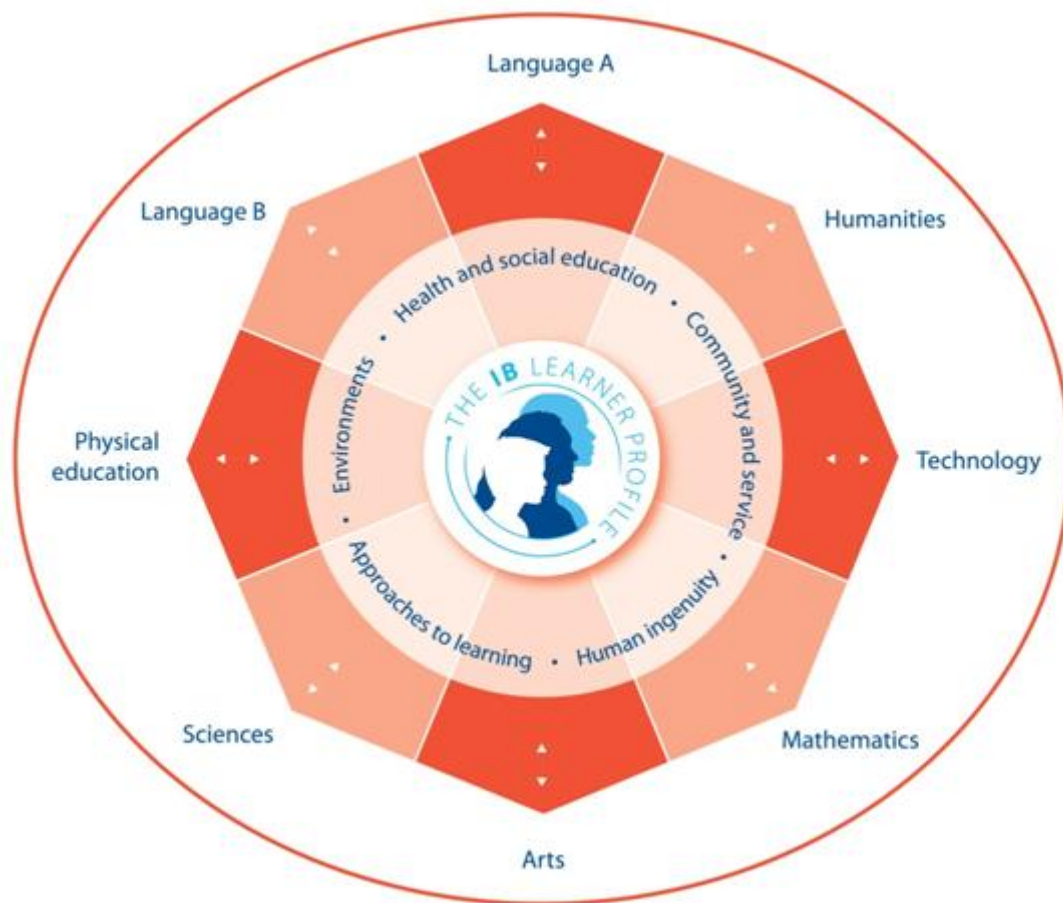 Language A
Language B
Humanities
Health and social education • Community and service • Human ingenuity • Approaches to learning • Environments •
THE IB LEARNER PROFILE
Physical
education
Technology
Sciences
Mathematics
Arts